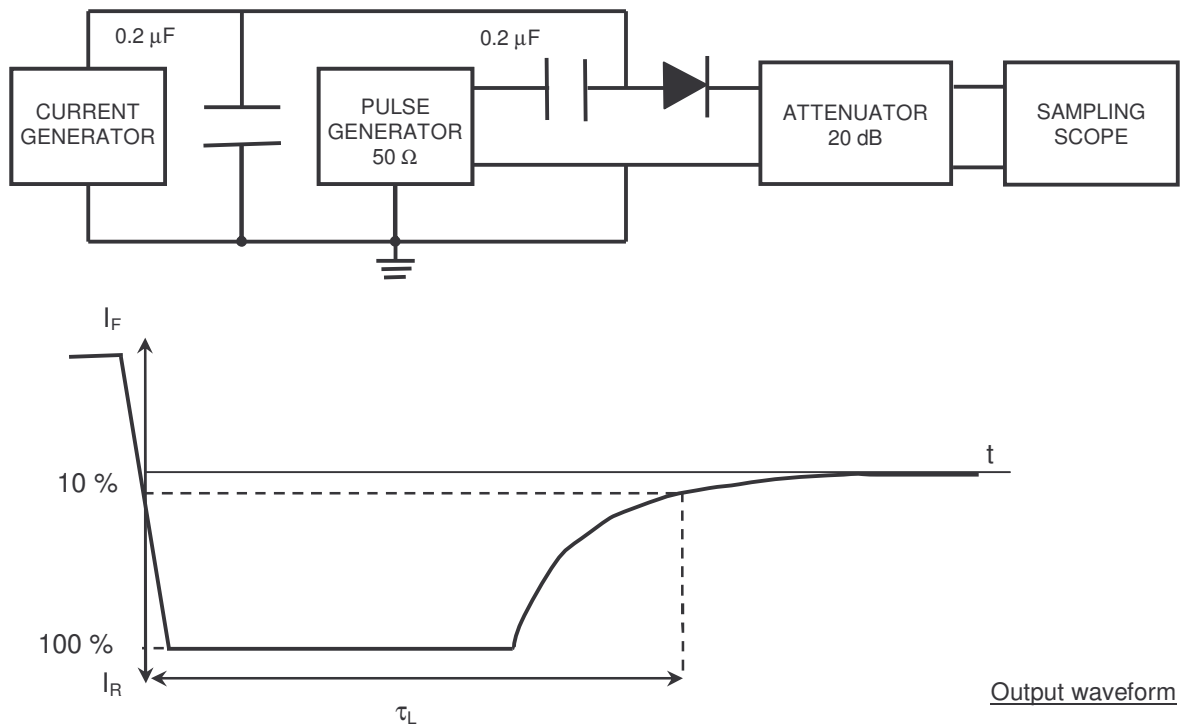 0.2 µF
0.2 µF
CURRENT
GENERATOR
PULSE
GENERATOR
50 Ω
ATTENUATOR
20 dB
SAMPLING
SCOPE
I_F
t
10 %
100 %
I_R
τ_L
Output waveform